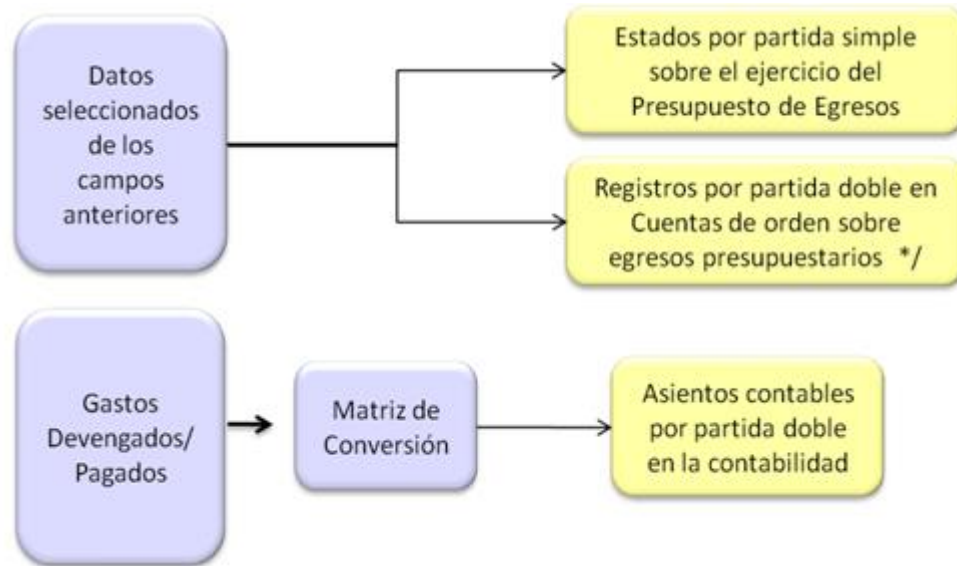 Datos
seleccionados
de los
campos
anteriores
Estados por partida simple
sobre el ejercicio del
Presupuesto de Egresos
Registros por partida doble en
Cuentas de orden sobre
egresos presupuestarios */
Gastos
Devengados/
Pagados
Matriz de
Conversión
Asientos contables
por partida doble
en la contabilidad